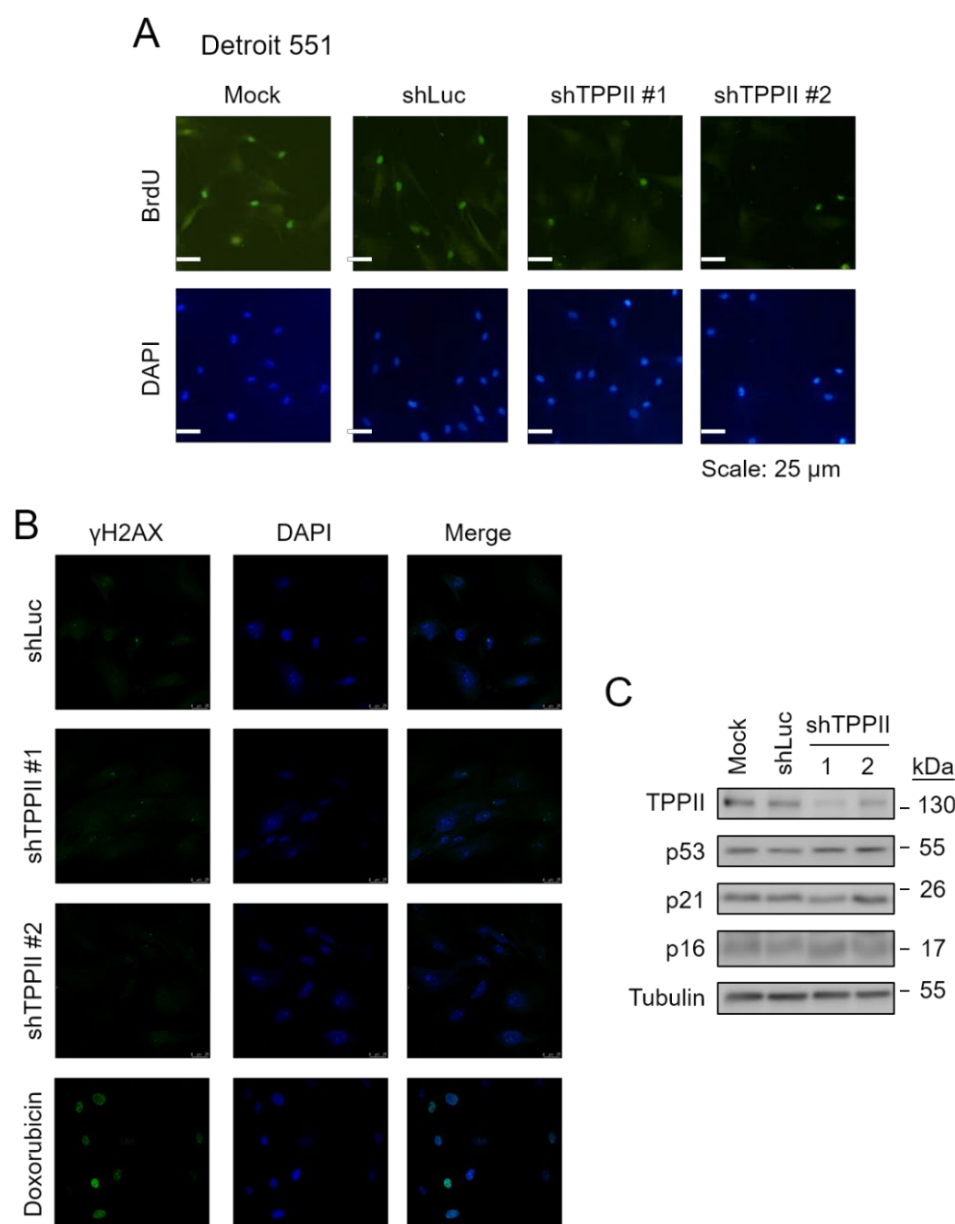 A
Detroit 551
Mock shLuc shTPPII #1 shTPPII #2
BrdU
DAPI
Scale: 25 μm
B
γH2AX DAPI Merge
shLuc
shTPPII #1
shTPPII #2
Doxorubicin
C
Mock shLuc shTPPII
1 2 kDa
TPPII 130
p53 55
p21 26
p16 17
Tubulin 55